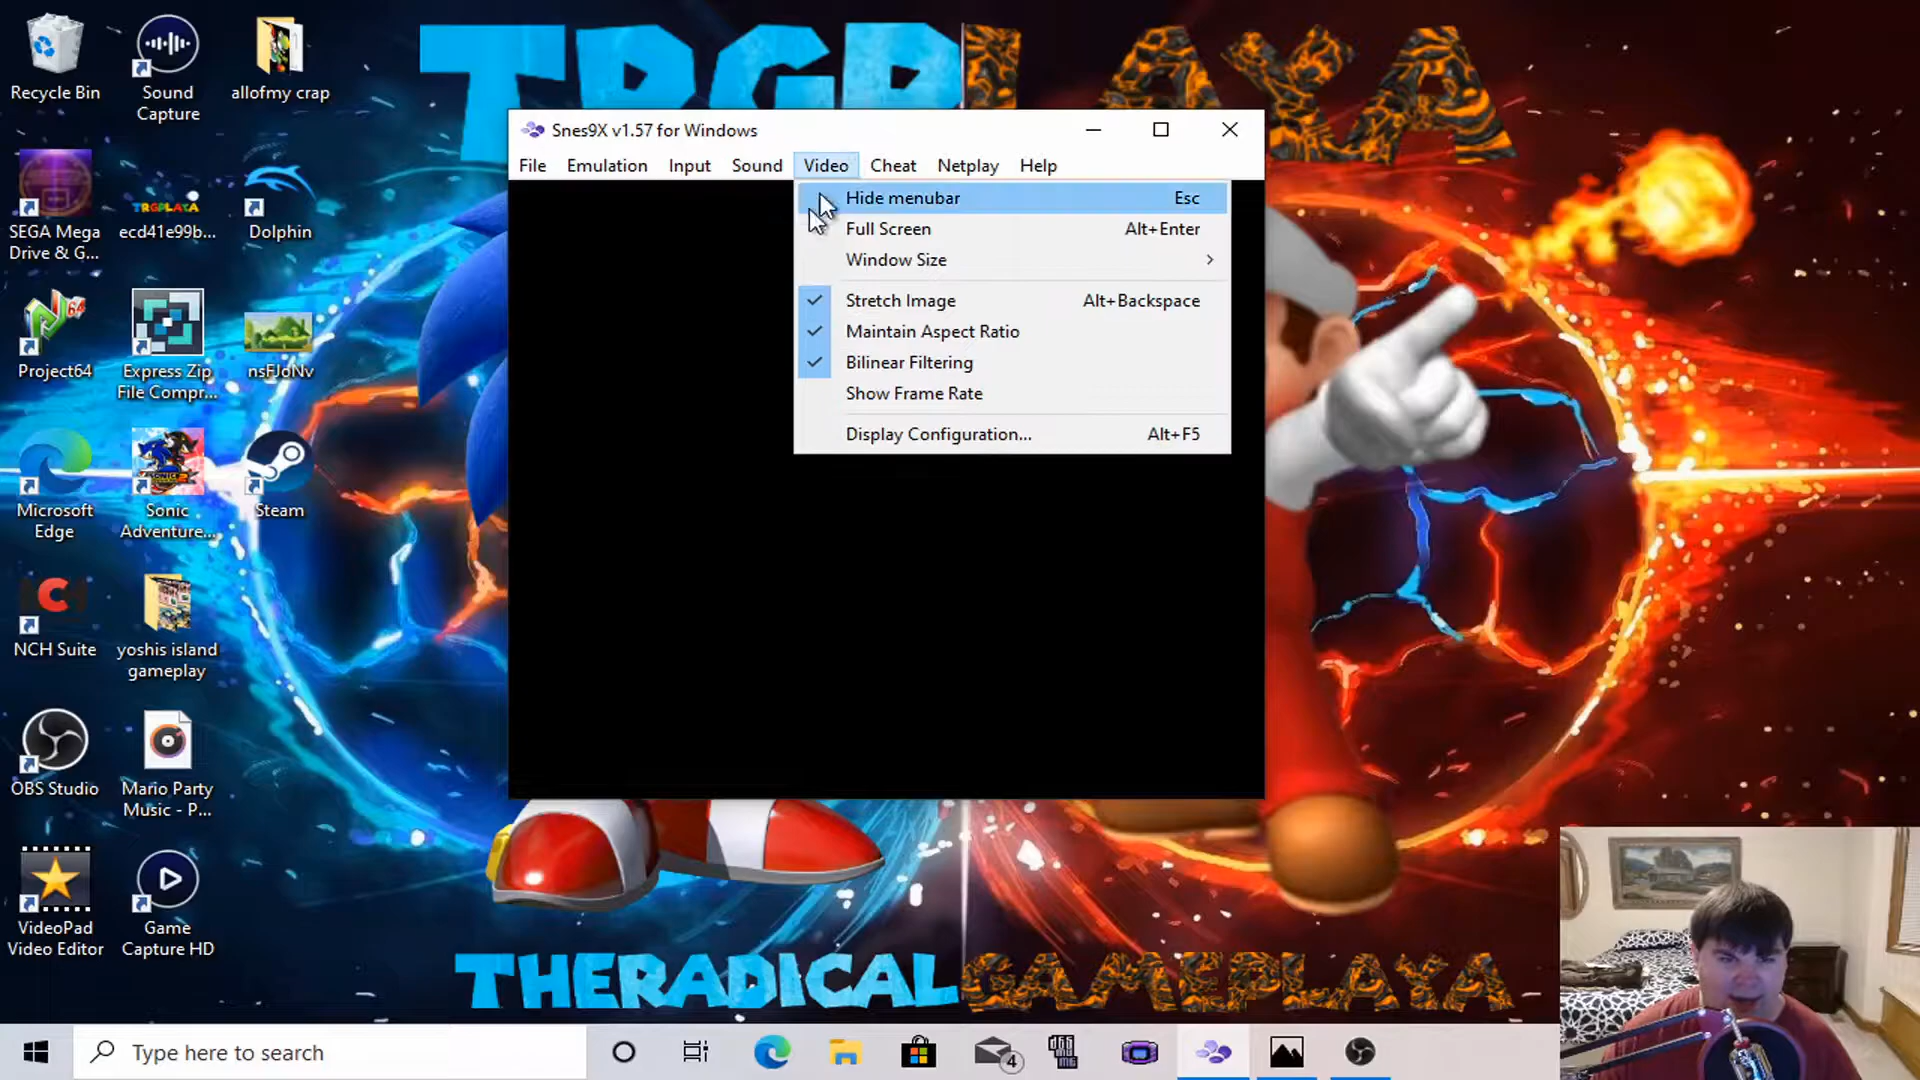 TRGPLAYA
Recycle Bin
Sound
Capture
allofmy crap
SEGA Mega
Drive & G...
TRGPLAYA
ecd41e99b...
Dolphin
64
Project64
Express Zip
File Compr...
nsFJoNv
Microsoft
Edge
Sonic
Adventure...
Steam
NCH Suite
yoshis island
gameplay
OBS Studio
Mario Party
Music - P...
VideoPad
Video Editor
Game
Capture HD
Snes9X v1.57 for Windows
File Emulation Input Sound Video Cheat Netplay Help
Hide menubar Esc
Full Screen Alt+Enter
Window Size
Stretch Image Alt+Backspace
Maintain Aspect Ratio
Bilinear Filtering
Show Frame Rate
Display Configuration... Alt+F5
THERADICALGAMEPLAYA
Type here to search
4